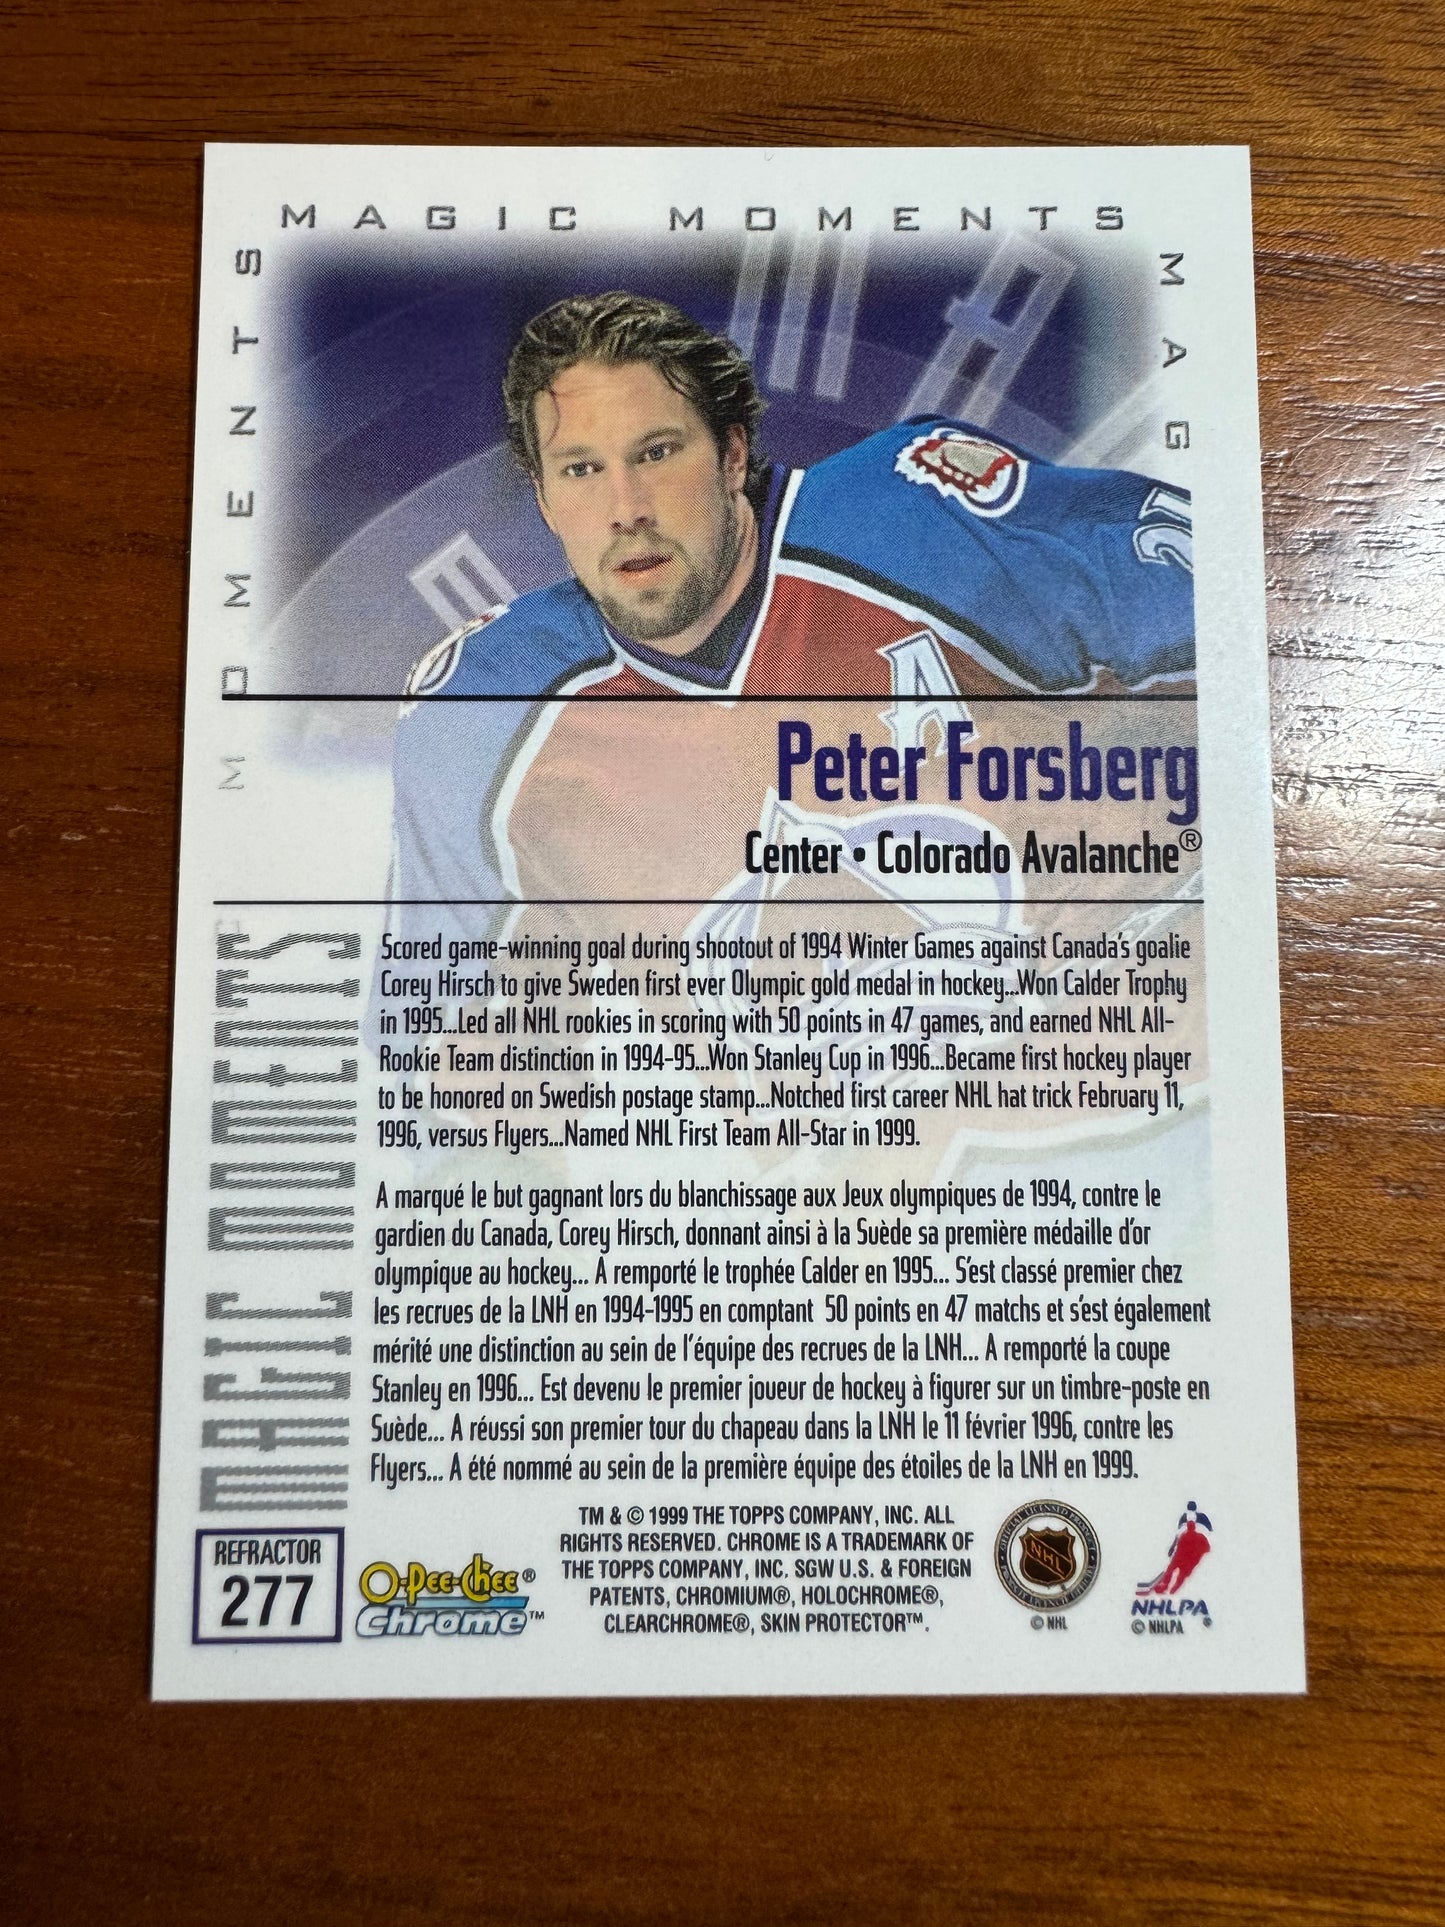 MAGIC MOMENTS
MOMENTS
MAG
Peter Forsberg
Center • Colorado Avalanche®
MAGIC MOMENTS
Scored game-winning goal during shootout of 1994 Winter Games against Canada's goalie
Corey Hirsch to give Sweden first ever Olympic gold medal in hockey...Won Calder Trophy
in 1995...Led all NHL rookies in scoring with 50 points in 47 games, and earned NHL All-
Rookie Team distinction in 1994-95...Won Stanley Cup in 1996...Became first hockey player
to be honored on Swedish postage stamp...Notched first career NHL hat trick February 11,
1996, versus Flyers...Named NHL First Team All-Star in 1999.
A marqué le but gagnant lors du blanchissage aux Jeux olympiques de 1994, contre le
gardien du Canada, Corey Hirsch, donnant ainsi à la Suède sa première médaille d'or
olympique au hockey... A remporté le trophée Calder en 1995... S'est classé premier chez
les recrues de la LNH en 1994-1995 en comptant 50 points en 47 matchs et s'est également
mérité une distinction au sein de l'équipe des recrues de la LNH... A remporté la coupe
Stanley en 1996... Est devenu le premier joueur de hockey à figurer sur un timbre-poste en
Suède... A réussi son premier tour du chapeau dans la LNH le 11 février 1996, contre les
Flyers... A été nommé au sein de la première équipe des étoiles de la LNH en 1999.
REFRACTOR
277
O-Pee-Chee®
Chrome™
TM & © 1999 THE TOPPS COMPANY, INC. ALL
RIGHTS RESERVED. CHROME IS A TRADEMARK OF
THE TOPPS COMPANY, INC. SGW U.S. & FOREIGN
PATENTS, CHROMIUM®, HOLOCHROME®,
CLEARCHROME®, SKIN PROTECTOR™.
NHL
© NHL
NHLPA
© NHLPA
A